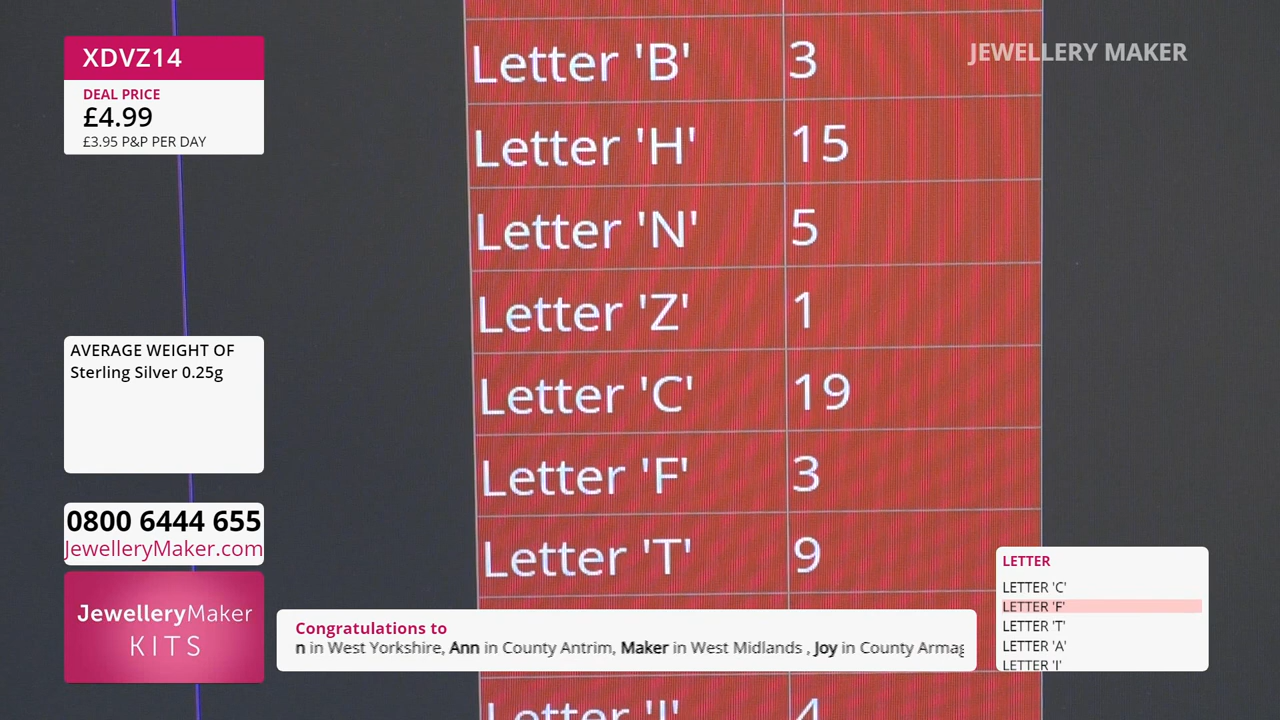 XDVZ14
DEAL PRICE
£4.99
£3.95 P&P PER DAY
JEWELLERY MAKER
Letter 'B' 3
Letter 'H' 15
Letter 'N' 5
Letter 'Z' 1
Letter 'C' 19
Letter 'F' 3
Letter 'T' 9
4
AVERAGE WEIGHT OF
Sterling Silver 0.25g
0800 6444 655
JewelleryMaker.com
JewelleryMaker
KITS
Congratulations to
n in West Yorkshire, Ann in County Antrim, Maker in West Midlands , Joy in County Armag
LETTER
LETTER 'C'
LETTER 'F'
LETTER 'T'
LETTER 'A'
LETTER 'I'